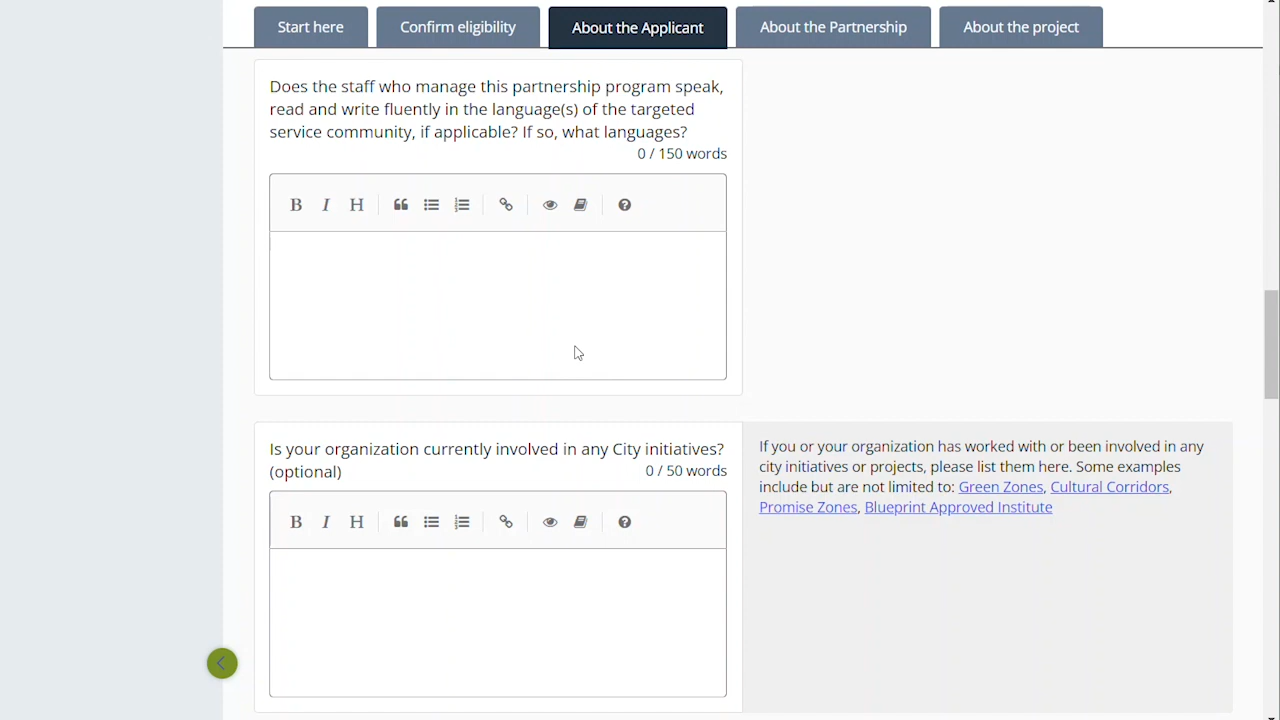 Start here
Confirm eligibility
About the Applicant
About the Partnership
About the project
Does the staff who manage this partnership program speak,
read and write fluently in the language(s) of the targeted
service community, if applicable? If so, what languages?
0 / 150 words
B I H
Is your organization currently involved in any City initiatives?
(optional)
0 / 50 words
B I H
If you or your organization has worked with or been involved in any
city initiatives or projects, please list them here. Some examples
include but are not limited to: Green Zones, Cultural Corridors,
Promise Zones, Blueprint Approved Institute